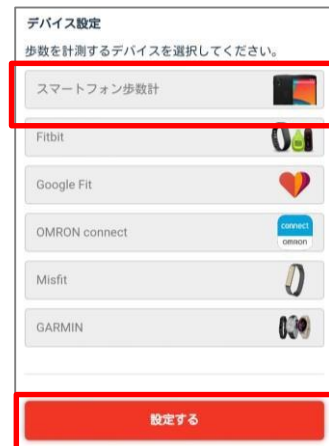 デバイス設定
歩数を計測するデバイスを選択してください。
スマートフォン歩数計
Fitbit
Google Fit
OMRON connect
connect
OMRON
Misfit
GARMIN
設定する